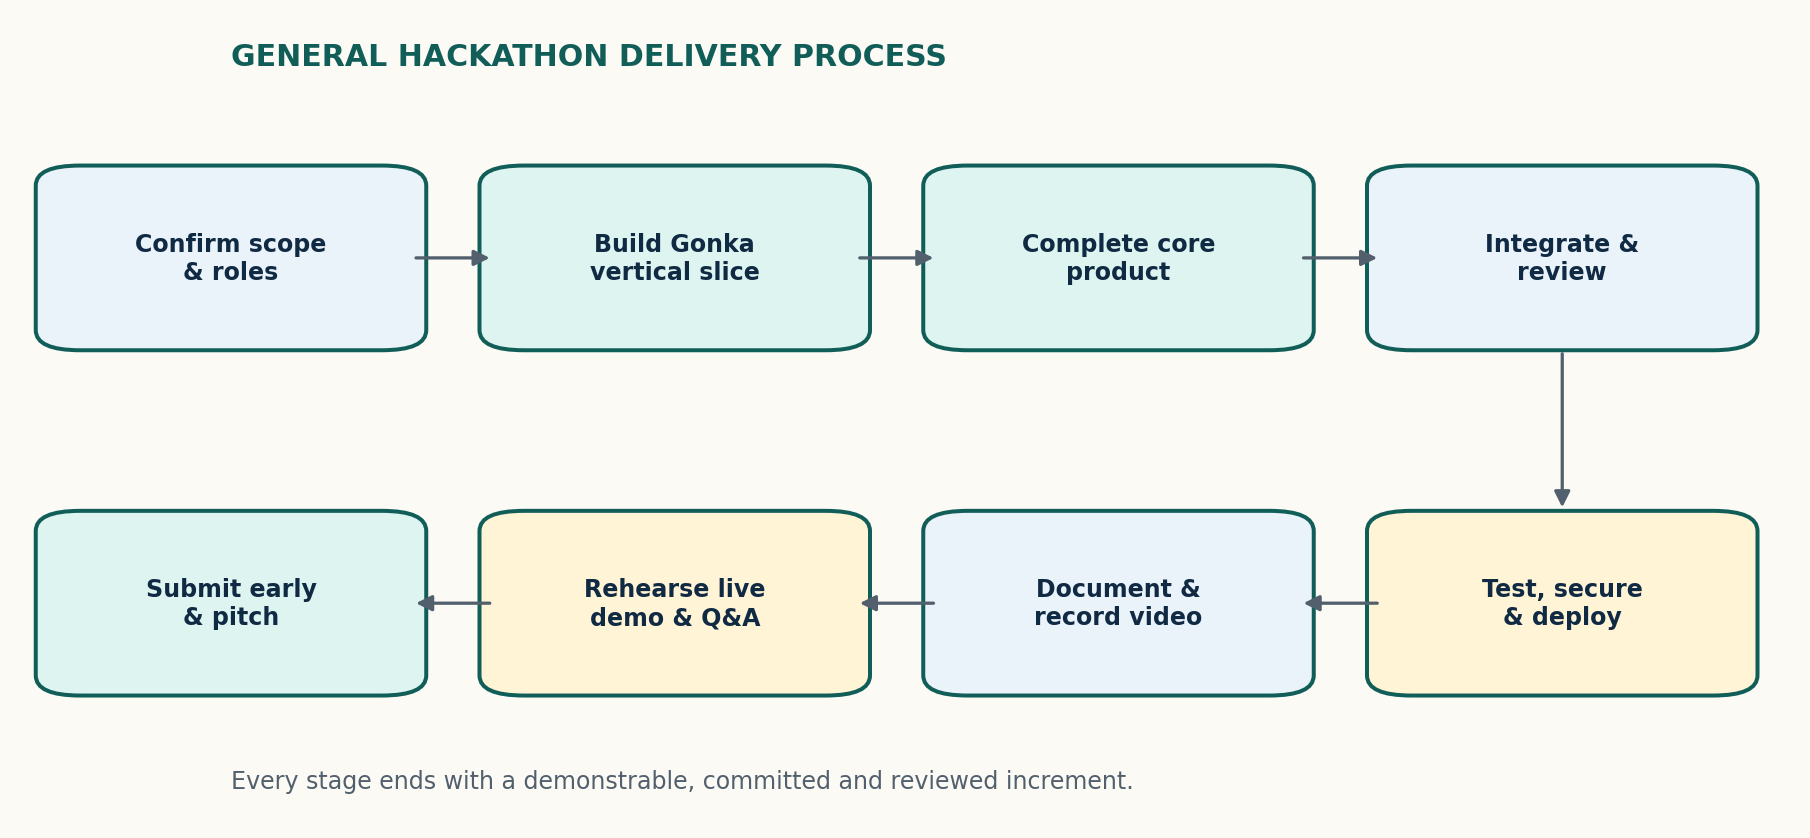 GENERAL HACKATHON DELIVERY PROCESS
Confirm scope
& roles
Build Gonka
vertical slice
Complete core
product
Integrate &
review
Submit early
& pitch
Rehearse live
demo & Q&A
Document &
record video
Test, secure
& deploy
Every stage ends with a demonstrable, committed and reviewed increment.